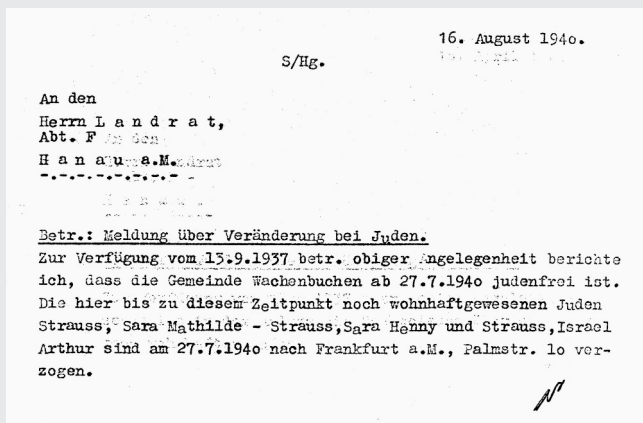 16. August 194o.
S/Hg.
An den
Herrn L a n d r a t,
Abt. F
H a n a u a.M.
-.-.-.-.-.-.- -
Betr.: Meldung über Veränderung bei Juden.
Zur Verfügung vom 13.9.1937 betr. obiger Angelegenheit berichte
ich, dass die Gemeinde Wachenbuchen ab 27.7.194o judenfrei ist.
Die hier bis zu diesem Zeitpunkt noch wohnhaftgewesenen Juden
Strauss, Sara Mathilde - Strauss,Sara Henny und Strauss,Israel
Arthur sind am 27.7.194o nach Frankfurt a.M., Palmstr. lo ver-
zogen.